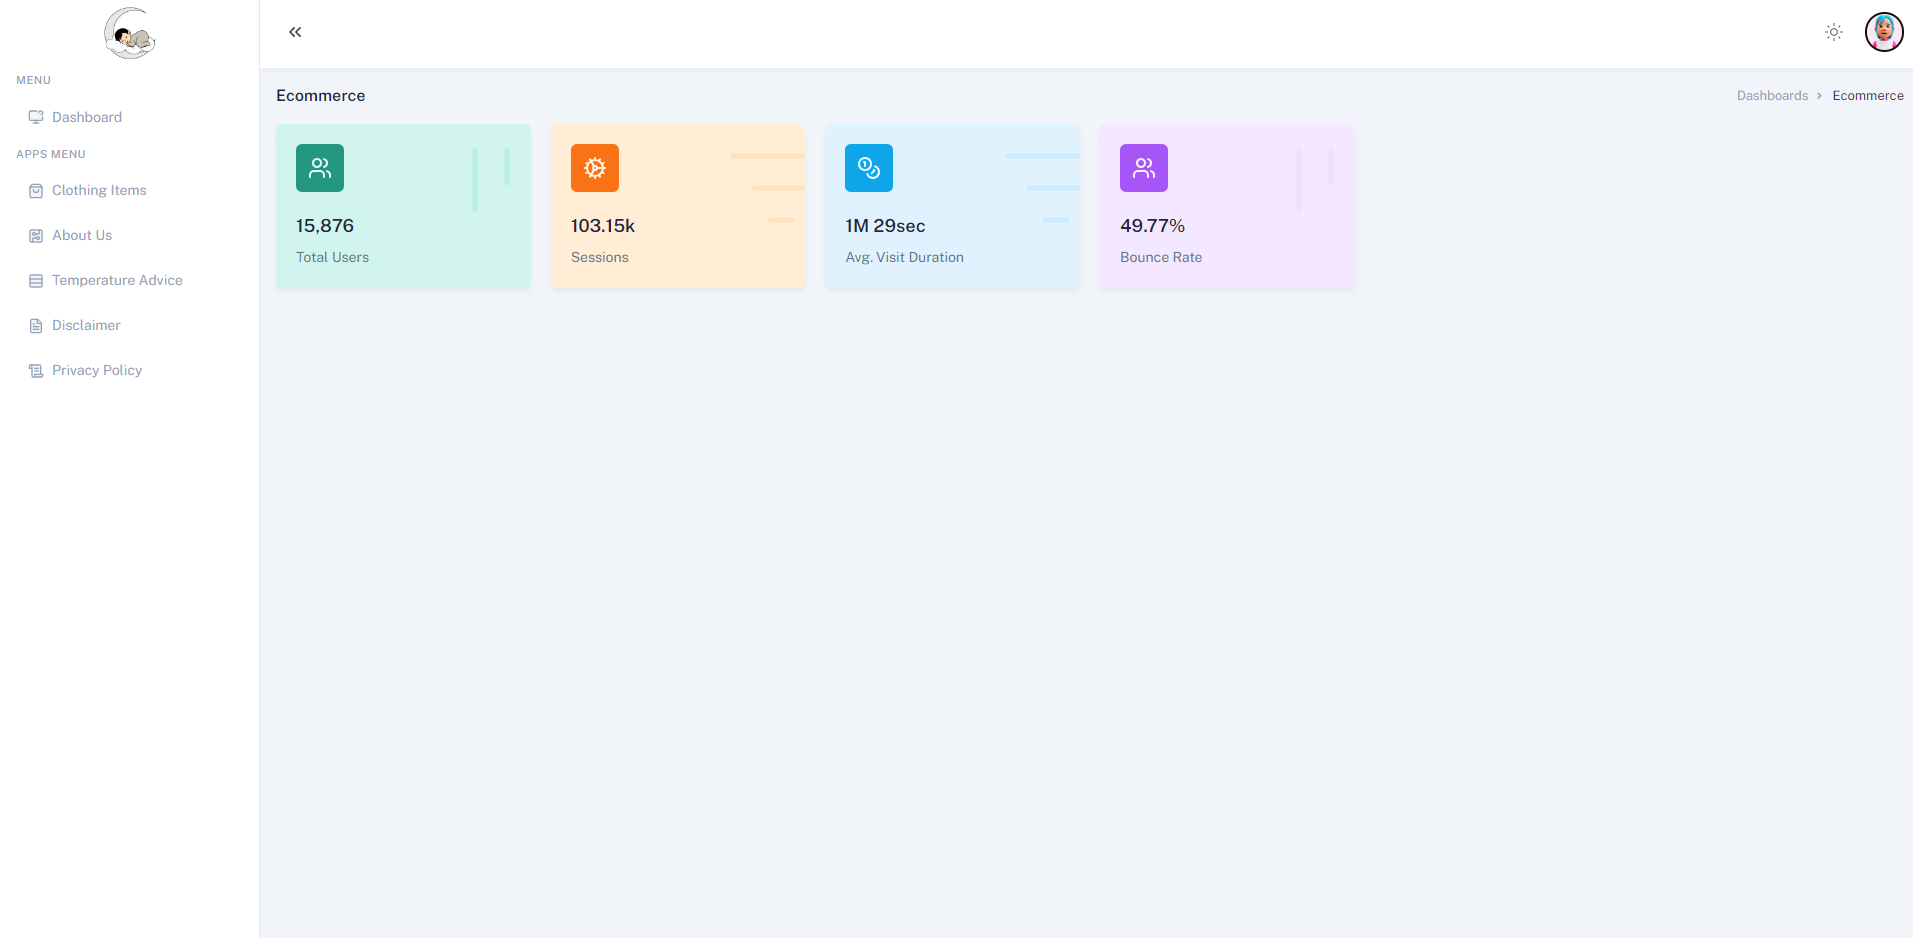 MENU
Dashboard
APPS MENU
Clothing Items
About Us
Temperature Advice
Disclaimer
Privacy Policy
Ecommerce
Dashboards > Ecommerce
15,876
Total Users
103.15k
Sessions
1M 29sec
Avg. Visit Duration
49.77%
Bounce Rate